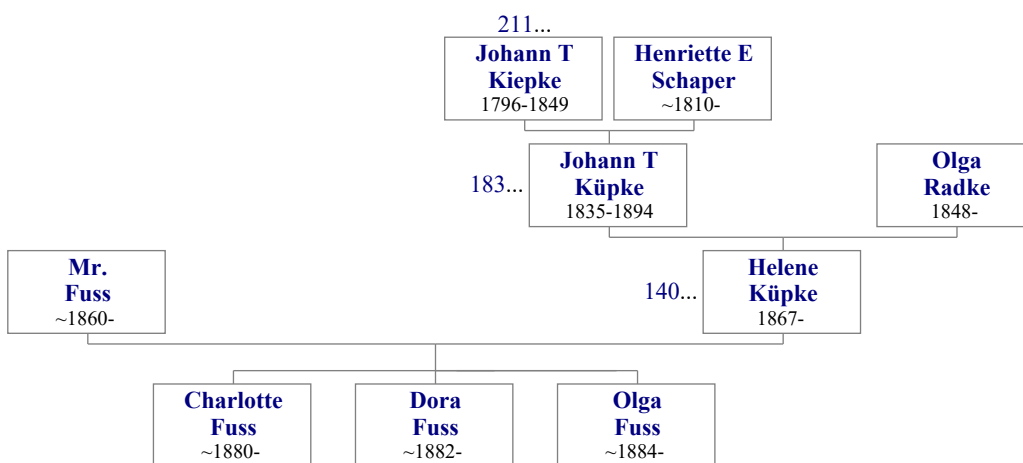 211...
Johann T
Kiepke
1796-1849
Henriette E
Schaper
~1810-
183...
Johann T
Küpke
1835-1894
Olga
Radke
1848-
Mr.
Fuss
~1860-
140...
Helene
Küpke
1867-
Charlotte
Fuss
~1880-
Dora
Fuss
~1882-
Olga
Fuss
~1884-